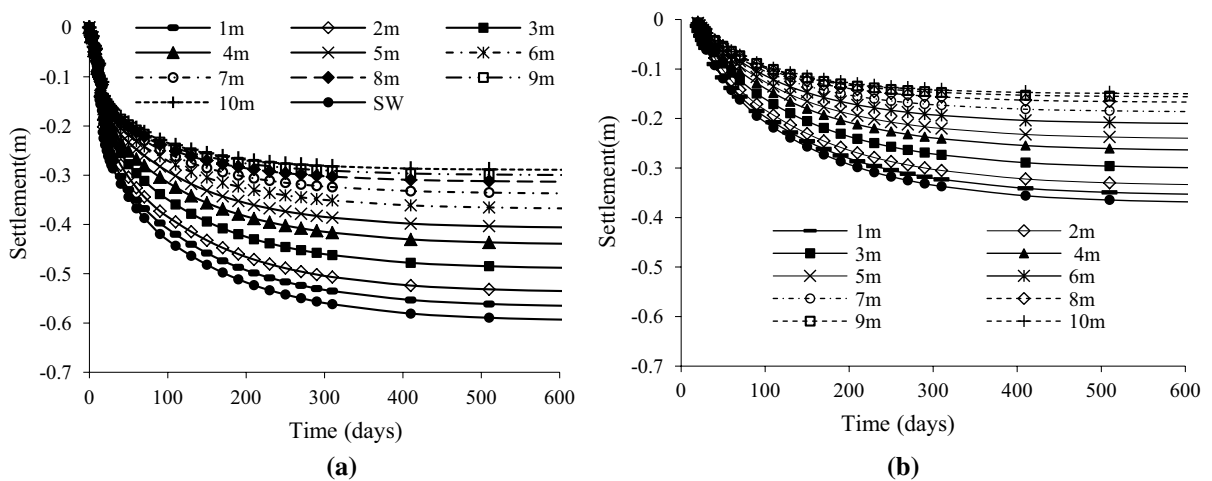 0
-0.1
-0.2
-0.3
-0.4
-0.5
-0.6
-0.7
Settlement(m)
1m 2m 3m
4m 5m 6m
7m 8m 9m
10m SW
0 100 200 300 400 500 600
Time (days)
(a)
0
-0.1
-0.2
-0.3
-0.4
-0.5
-0.6
-0.7
Settlement (m)
1m 2m
3m 4m
5m 6m
7m 8m
9m 10m
0 100 200 300 400 500 600
Time (days)
(b)